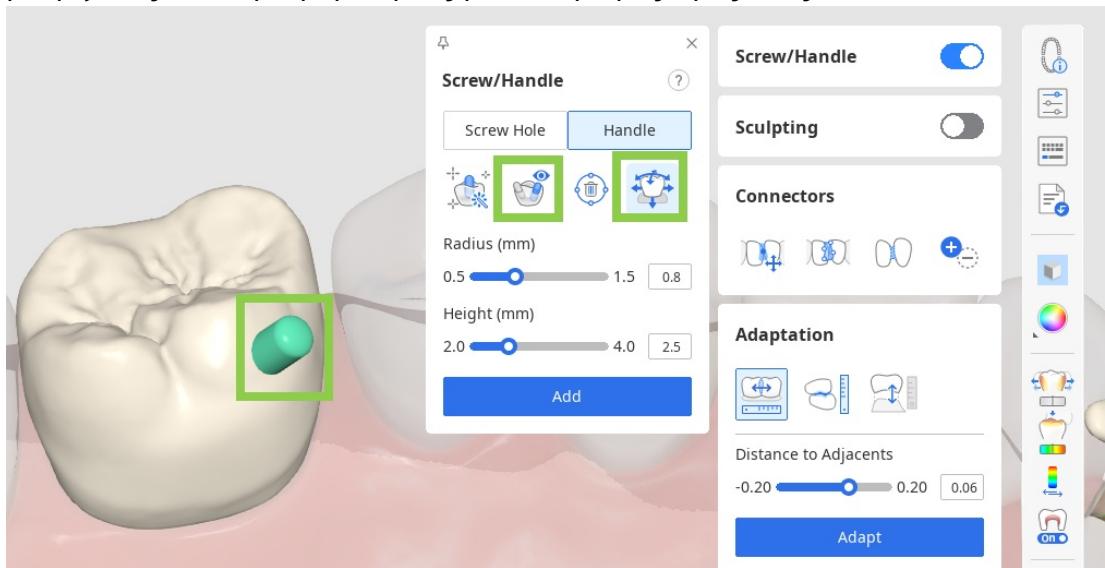 Screw/Handle
?
Screw Hole
Handle
Radius (mm)
0.5
1.5
0.8
Height (mm)
2.0
4.0
2.5
Add
Screw/Handle
Sculpting
Connectors
Adaptation
Distance to Adjacents
-0.20
0.20
0.06
Adapt
On